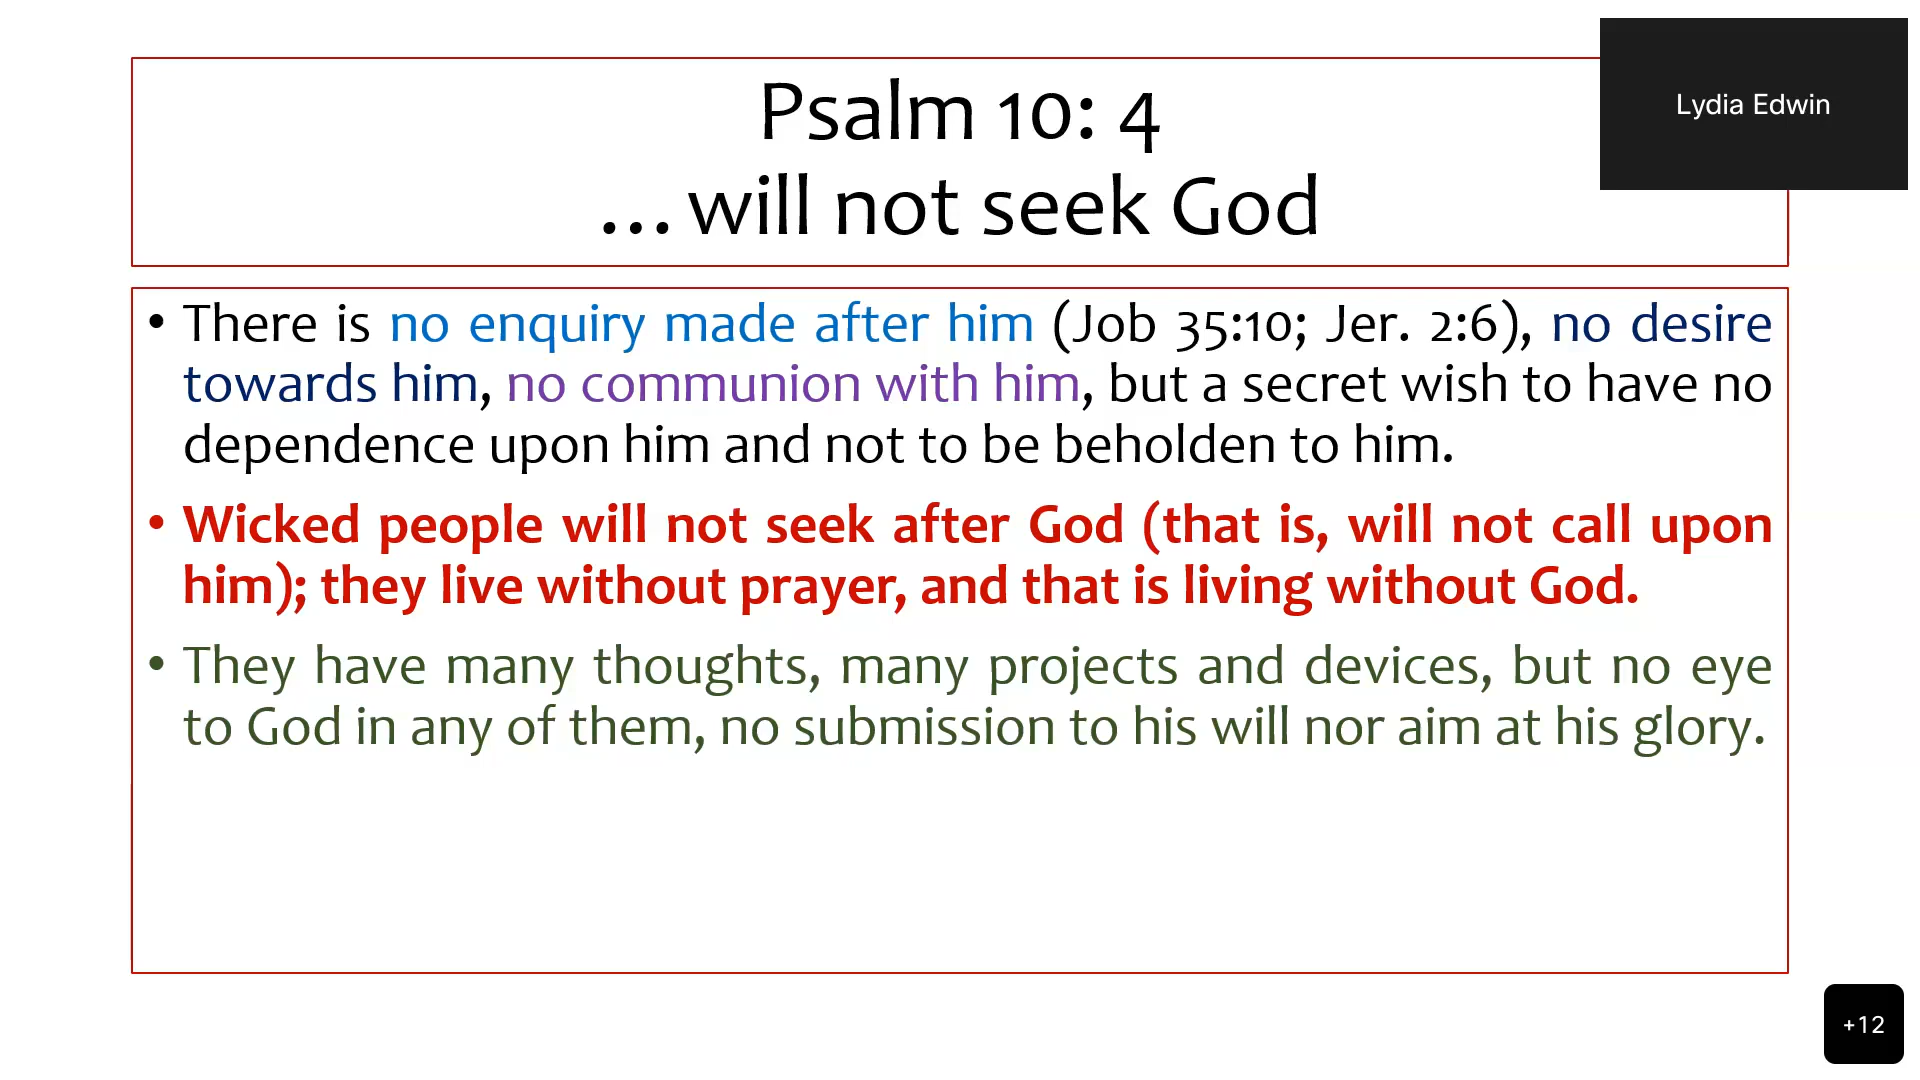 Psalm 10: 4
...will not seek God
Lydia Edwin
• There is no enquiry made after him (Job 35:10; Jer. 2:6), no desire
towards him, no communion with him, but a secret wish to have no
dependence upon him and not to be beholden to him.
• Wicked people will not seek after God (that is, will not call upon
him); they live without prayer, and that is living without God.
• They have many thoughts, many projects and devices, but no eye
to God in any of them, no submission to his will nor aim at his glory.
+12